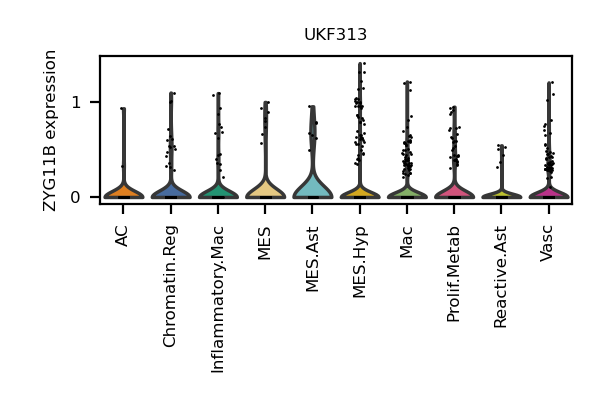 UKF313
ZYG11B expression
1
0
AC
Chromatin.Reg
Inflammatory.Mac
MES
MES.Ast
MES.Hyp
Mac
Prolif.Metab
Reactive.Ast
Vasc